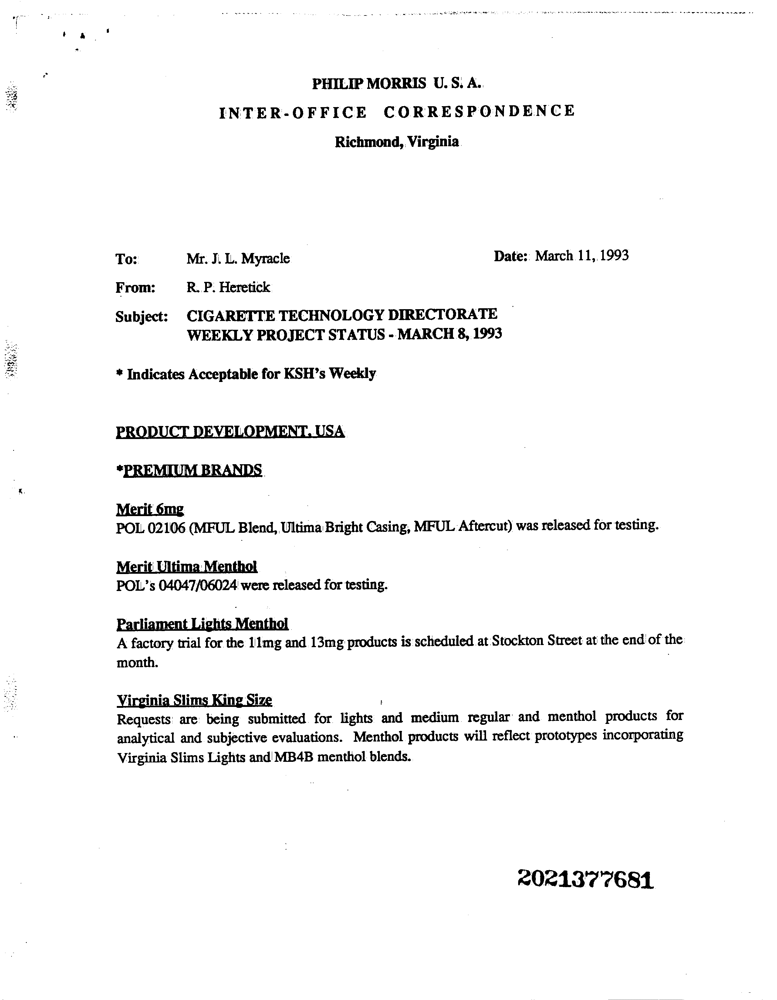 PHILIP MORRIS U. S. A.
INTER-OFFICE CORRESPONDENCE
Richmond, Virginia
To: Mr. J. L. Myracle Date: March 11, 1993
From: R. P. Heretick
Subject: CIGARETTE TECHNOLOGY DIRECTORATE
WEEKLY PROJECT STATUS - MARCH 8, 1993
* Indicates Acceptable for KSH's Weekly
PRODUCT DEVELOPMENT, USA
*PREMIUM BRANDS
Merit 6mg
POL 02106 (MFUL Blend, Ultima Bright Casing, MFUL Aftercut) was released for testing.
Merit Ultima Menthol
POL's 04047/06024 were released for testing.
Parliament Lights Menthol
A factory trial for the 11mg and 13mg products is scheduled at Stockton Street at the end of the
month.
Virginia Slims King Size
Requests are being submitted for lights and medium regular and menthol products for
analytical and subjective evaluations. Menthol products will reflect prototypes incorporating
Virginia Slims Lights and MB4B menthol blends.
2021377681